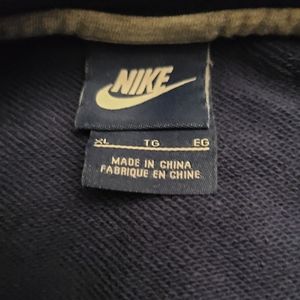 NIKE
XL TG EG
MADE IN CHINA
FABRIQUE EN CHINE